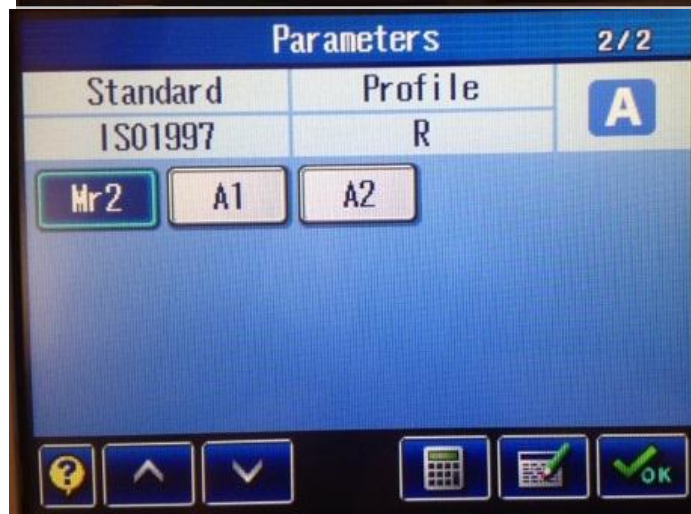 Parameters 2/2
Standard Profile A
ISO1997 R
Mr2 A1 A2
? OK